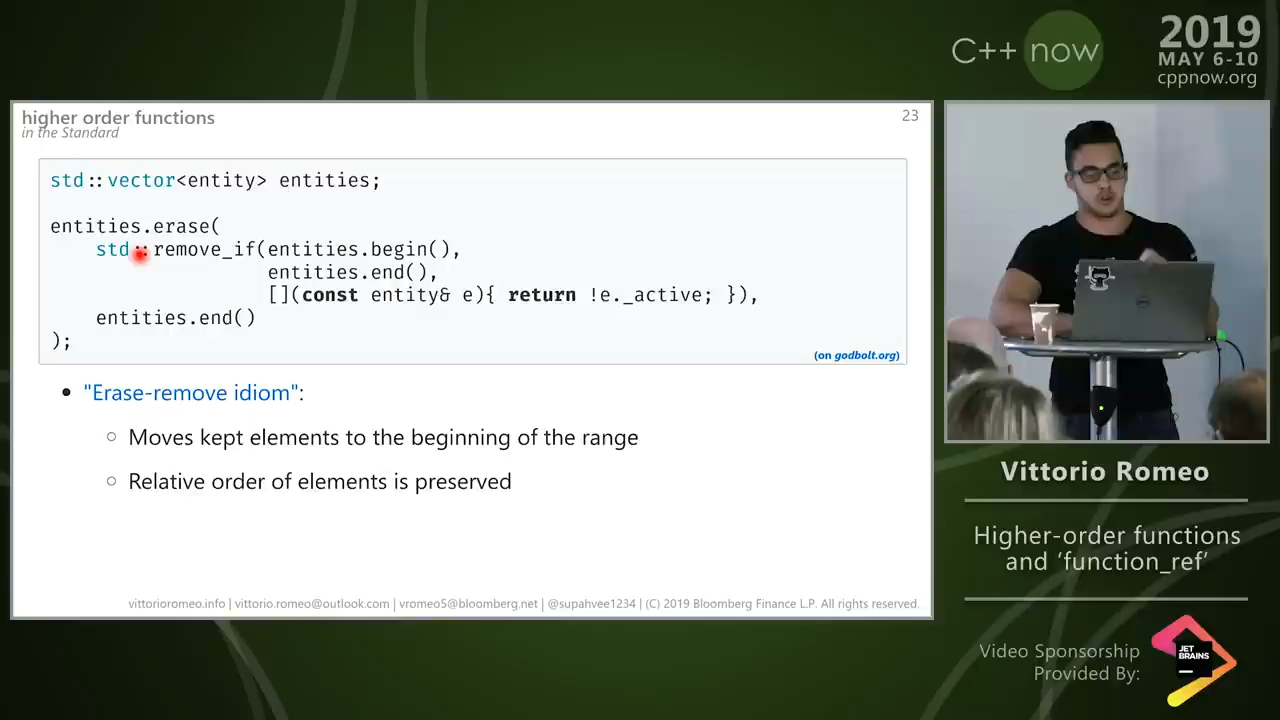 C++ now
2019
MAY 6-10
cppnow.org
higher order functions
in the Standard
23
std::vector<entity> entities;
entities.erase(
std::remove_if(entities.begin(),
entities.end(),
[](const entity& e){ return !e._active; }),
entities.end()
);
(on godbolt.org)
• "Erase-remove idiom":
○ Moves kept elements to the beginning of the range
○ Relative order of elements is preserved
vittorioromeo.info | vittorio.romeo@outlook.com | vromeo5@bloomberg.net | @supahvee1234 | (C) 2019 Bloomberg Finance L.P. All rights reserved.
Vittorio Romeo
Higher-order functions
and ‘function_ref’
Video Sponsorship
Provided By:
JET
BRAINS